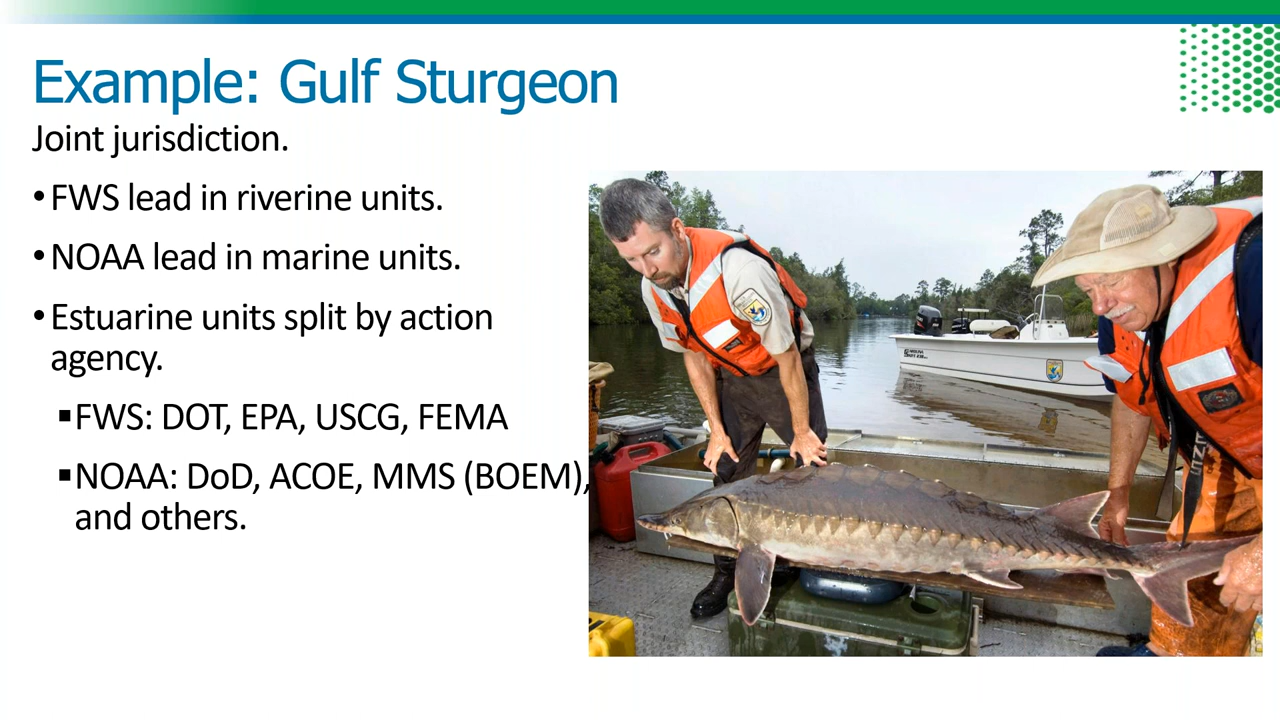 Example: Gulf Sturgeon
Joint jurisdiction.
• FWS lead in riverine units.
• NOAA lead in marine units.
• Estuarine units split by action
agency.
▪ FWS: DOT, EPA, USCG, FEMA
▪ NOAA: DoD, ACOE, MMS (BOEM),
and others.